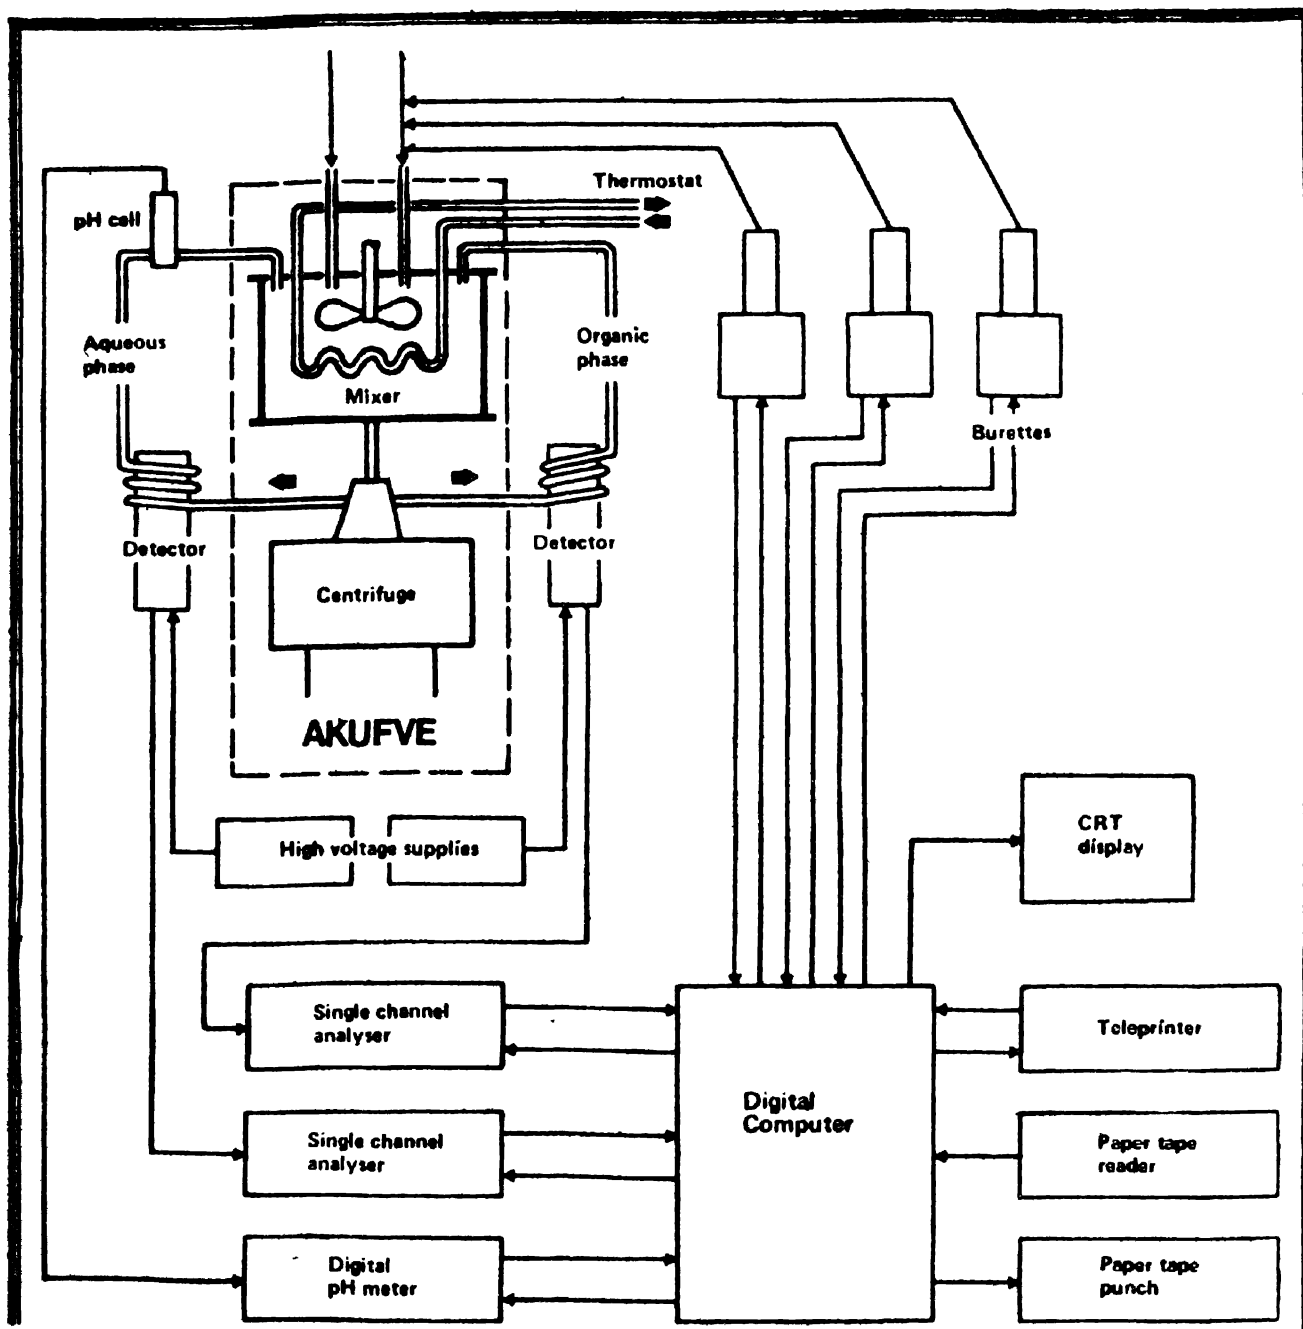 Thermostat
pH cell
Aqueous
phase
Organic
phase
Mixer
Burettes
Detector
Detector
Centrifuge
AKUFVE
High voltage supplies
CRT
display
Single channel
analyser
Teleprinter
Digital
Computer
Single channel
analyser
Paper tape
reader
Digital
pH meter
Paper tape
punch